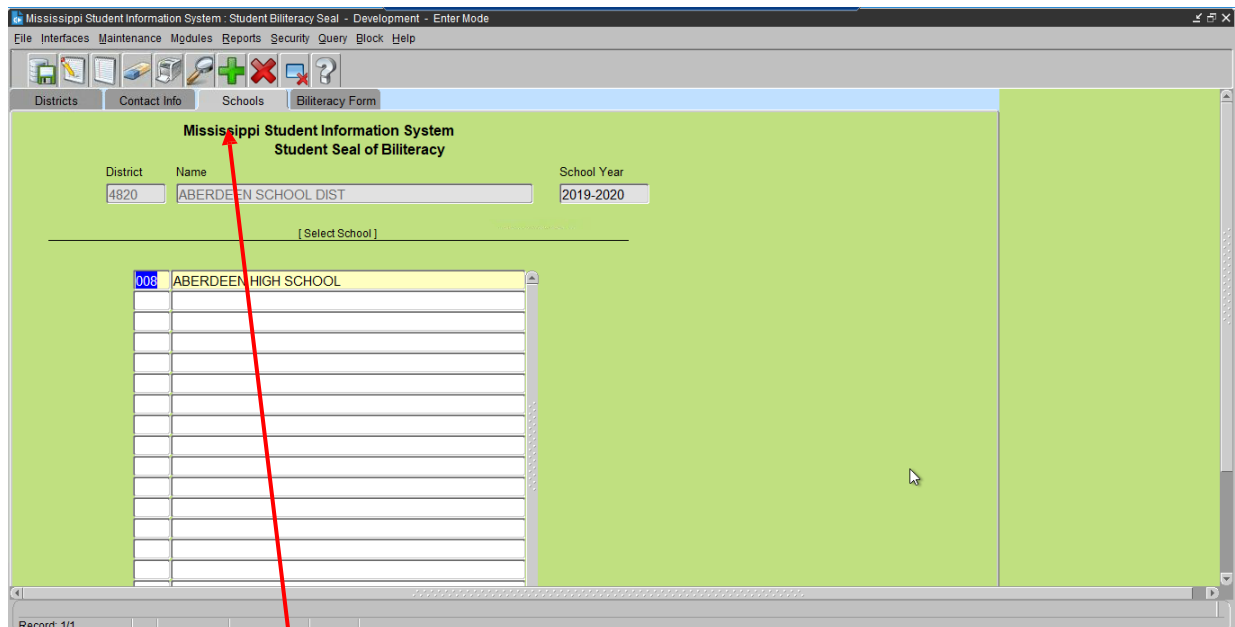 Mississippi Student Information System : Student Biliteracy Seal - Development - Enter Mode
File Interfaces Maintenance Modules Reports Security Query Block Help
Districts Contact Info Schools Biliteracy Form
Mississippi Student Information System
Student Seal of Biliteracy
District Name School Year
4820 ABERDEEN SCHOOL DIST 2019-2020
[ Select School ]
008 ABERDEEN HIGH SCHOOL
Record: 1/1